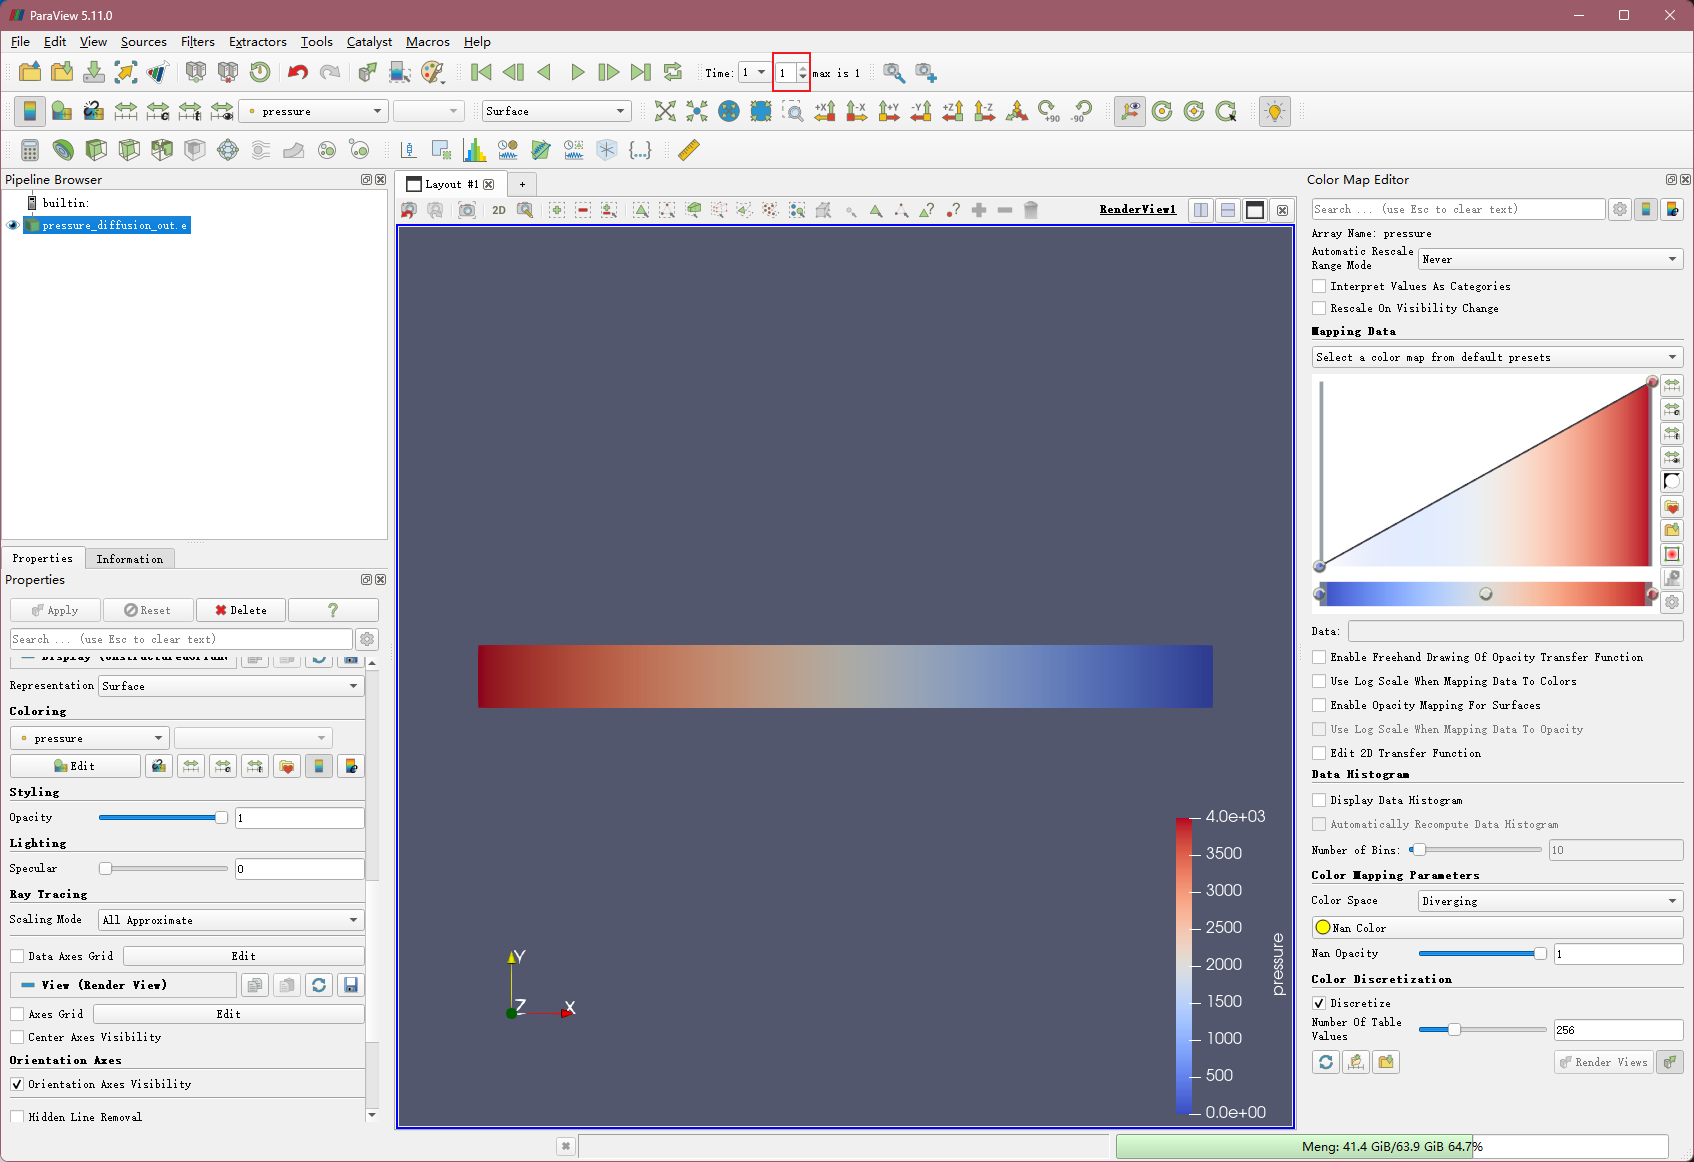 ParaView 5.11.0
File Edit View Sources Filters Extractors Tools Catalyst Macros Help
Time: 1 1 max is 1
pressure Surface +X -X +Y -Y +Z -Z +90 -90
Pipeline Browser
builtin:
pressure_diffusion_out.e
Properties Information
Properties
Apply Reset Delete ?
Search ... (use Esc to clear text)
Representation Surface
Coloring
pressure
Edit
Styling
Opacity 1
Lighting
Specular 0
Ray Tracing
Scaling Mode All Approximate
Data Axes Grid Edit
View (Render View)
Axes Grid Edit
Center Axes Visibility
Orientation Axes
Orientation Axes Visibility
Hidden Line Removal
Layout #1 +
2D RenderView1
Y
Z
X
4.0e+03
3500
3000
2500
2000
1500
1000
500
0.0e+00
pressure
Color Map Editor
Search ... (use Esc to clear text)
Array Name: pressure
Automatic Rescale
Range Mode
Never
Interpret Values As Categories
Rescale On Visibility Change
Mapping Data
Select a color map from default presets
Data:
Enable Freehand Drawing Of Opacity Transfer Function
Use Log Scale When Mapping Data To Colors
Enable Opacity Mapping For Surfaces
Use Log Scale When Mapping Data To Opacity
Edit 2D Transfer Function
Data Histogram
Display Data Histogram
Automatically Recompute Data Histogram
Number of Bins: 10
Color Mapping Parameters
Color Space Diverging
Nan Color
Nan Opacity 1
Color Discretization
Discretize
Number Of Table
Values
256
Render Views
Meng: 41.4 GiB/63.9 GiB 64.7%